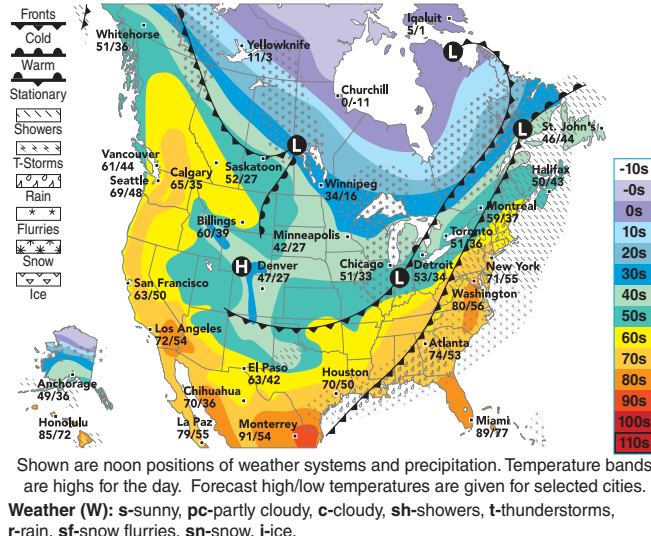 Fronts
Cold
Warm
Stationary
Showers
T-Storms
Rain
Flurries
Snow
Ice
Iqaluit
5/1
Whitehorse
51/36
Yellowknife
11/3
Churchill
0/-11
L
L
L
St. John's
46/44
Vancouver
61/44
Seattle
69/48
Calgary
65/35
Saskatoon
52/27
Winnipeg
34/16
Halifax
50/43
Montreal
59/37
Billings
60/39
Minneapolis
42/27
Toronto
51/36
H
Denver
47/27
Chicago
51/33
L
Detroit
53/34
New York
71/55
San Francisco
63/50
Washington
80/56
Los Angeles
72/54
Atlanta
74/53
El Paso
63/42
Houston
70/50
Chihuahua
70/36
Anchorage
49/36
Honolulu
85/72
La Paz
79/55
Monterrey
91/54
Miami
89/77
-10s
-0s
0s
10s
20s
30s
40s
50s
60s
70s
80s
90s
100s
110s
Shown are noon positions of weather systems and precipitation. Temperature bands
are highs for the day. Forecast high/low temperatures are given for selected cities.
Weather (W): s-sunny, pc-partly cloudy, c-cloudy, sh-showers, t-thunderstorms,
r-rain, sf-snow flurries, sn-snow, i-ice.